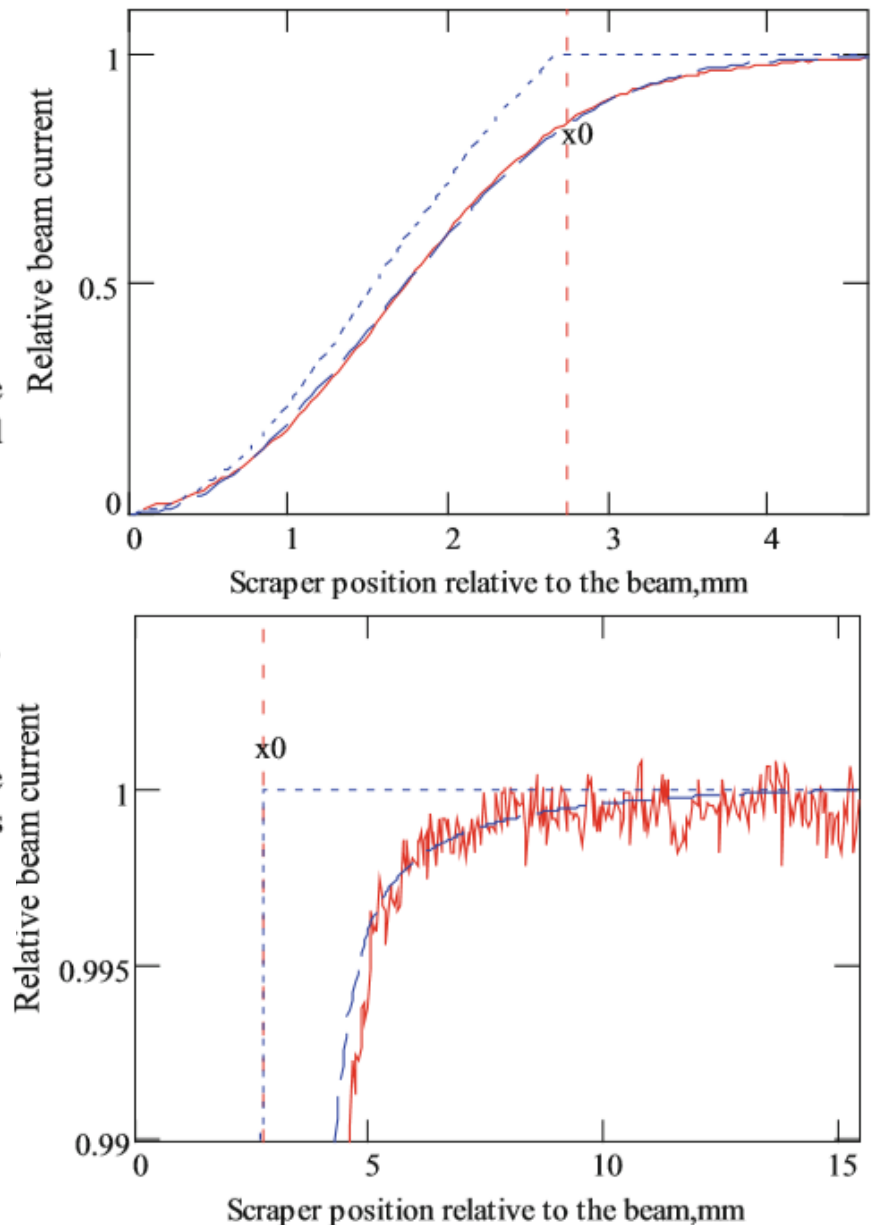 1
0.5
0
Relative beam current
x0
0 1 2 3 4
Scraper position relative to the beam,mm
1
0.995
0.99
Relative beam current
x0
0 5 10 15
Scraper position relative to the beam,mm